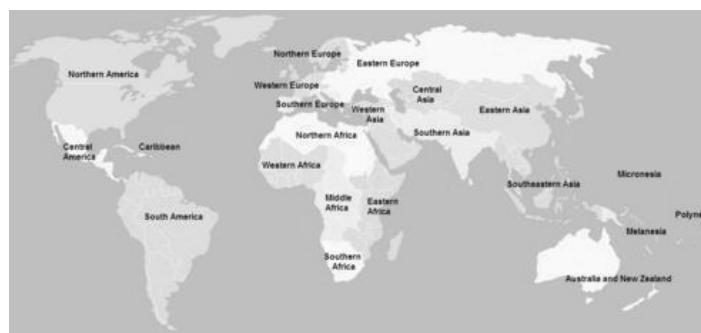 Northern Europe
Eastern Europe
Northern America
Western Europe
Central
Asia
Southern Europe
Western
Asia
Eastern Asia
Northern Africa
Southern Asia
Central
America
Caribbean
Western Africa
Micronesia
Southeastern Asia
Middle
Africa
Eastern
Africa
South America
Polyne
Melanesia
Southern
Africa
Australia and New Zealand